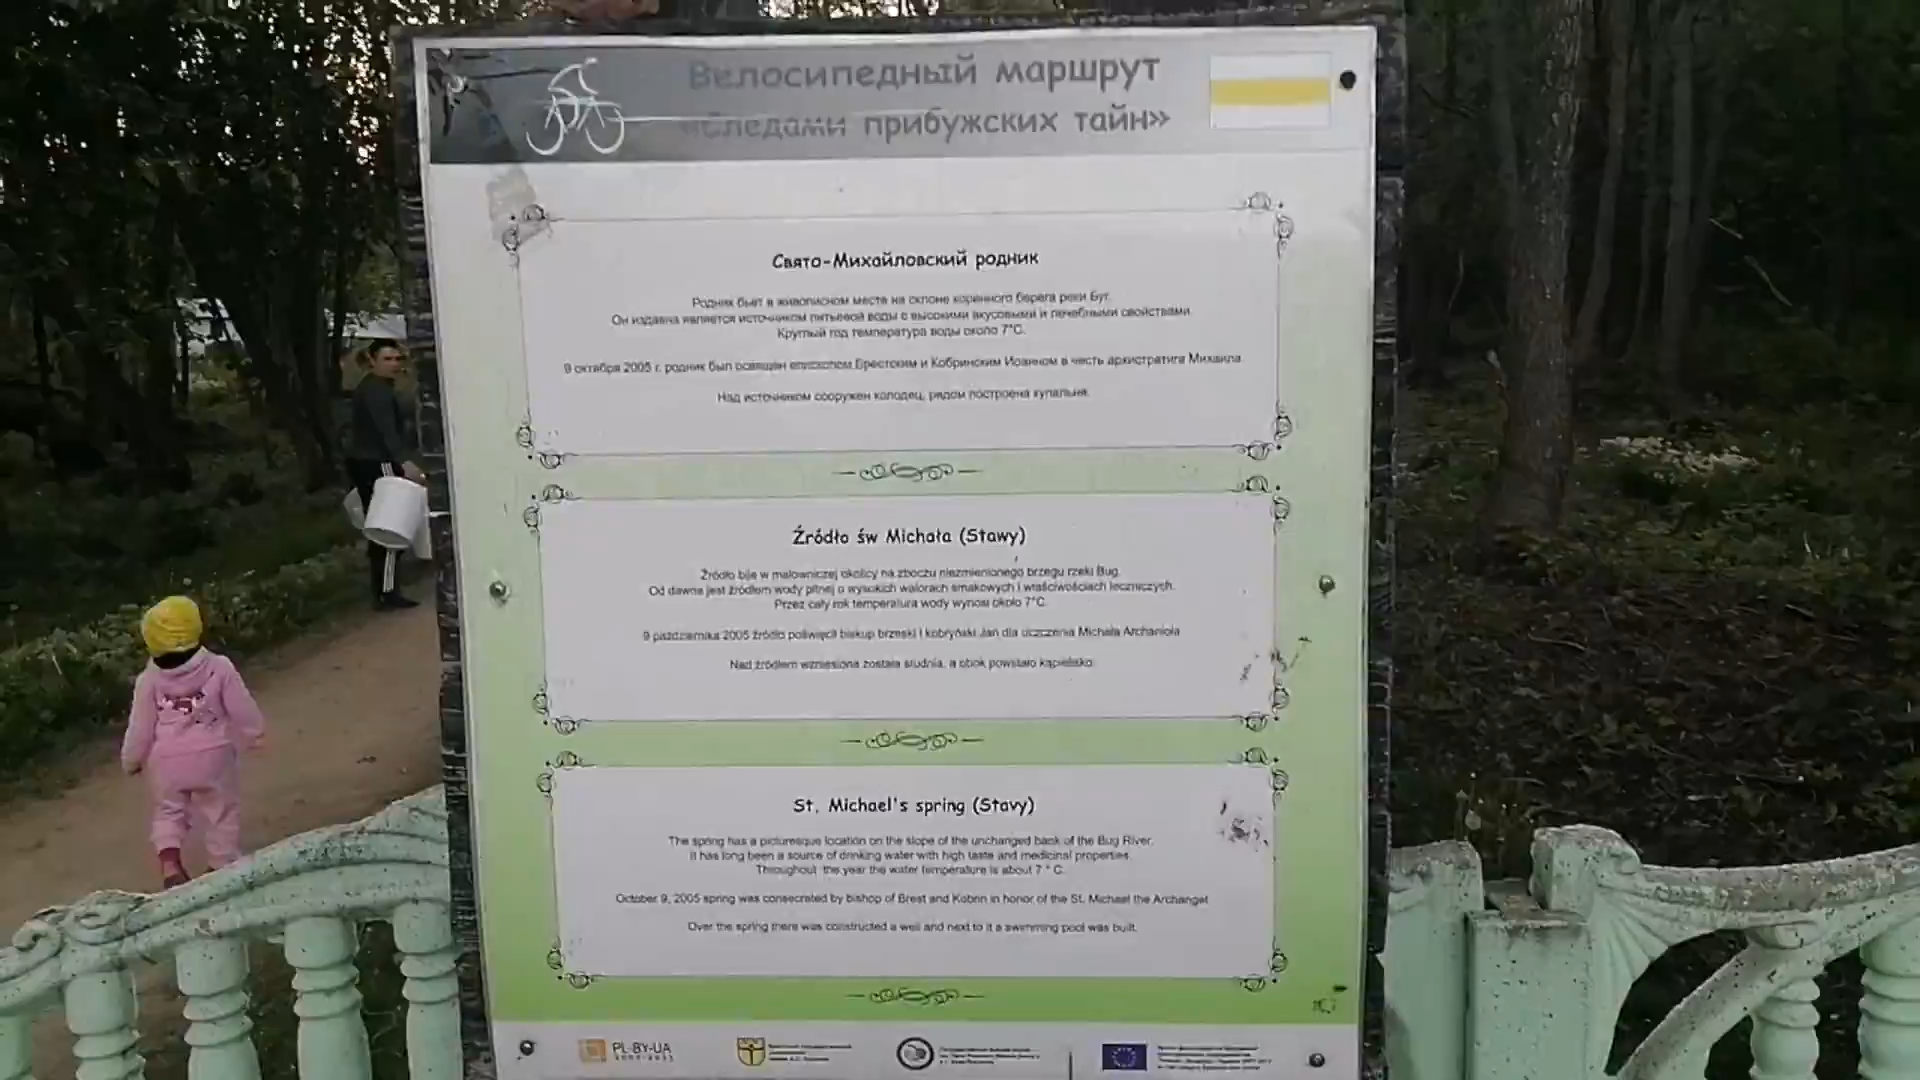 Велосипедный маршрут
«Следами прибужских тайн»
Свято-Михайловский родник
Родник бьет в живописном месте на склоне коренного берега реки Буг.
Он издавна является источником питьевой воды с высокими вкусовыми и лечебными свойствами.
Круглый год температура воды около 7°C.
9 октября 2005 г. родник был освящен епископом Брестским и Кобринским Иоанном в честь архистратига Михаила.
Над источником сооружен колодец, рядом построена купальня.
Źródło św Michała (Stawy)
Źródło bije w malowniczej okolicy na zboczu niezmienionego brzegu rzeki Bug.
Od dawna jest źródłem wody pitnej o wysokich walorach smakowych i właściwościach leczniczych.
Przez cały rok temperatura wody wynosi około 7°C.
9 października 2005 źródło poświęcił biskup brzeski i kobryński Jan dla uczczenia Michała Archanioła
Nad źródłem wzniesiona została studnia, a obok powstało kąpielisko.
St. Michael's spring (Stavy)
The spring has a picturesque location on the slope of the unchanged bank of the Bug River.
It has long been a source of drinking water with high taste and medicinal properties.
Throughout the year the water temperature is about 7 ° C.
October 9, 2005 spring was consecrated by bishop of Brest and Kobrin in honor of the St. Michael the Archangel
Over the spring there was constructed a well and next to it a swimming pool was built.
PL-BY-UA
2007-2013